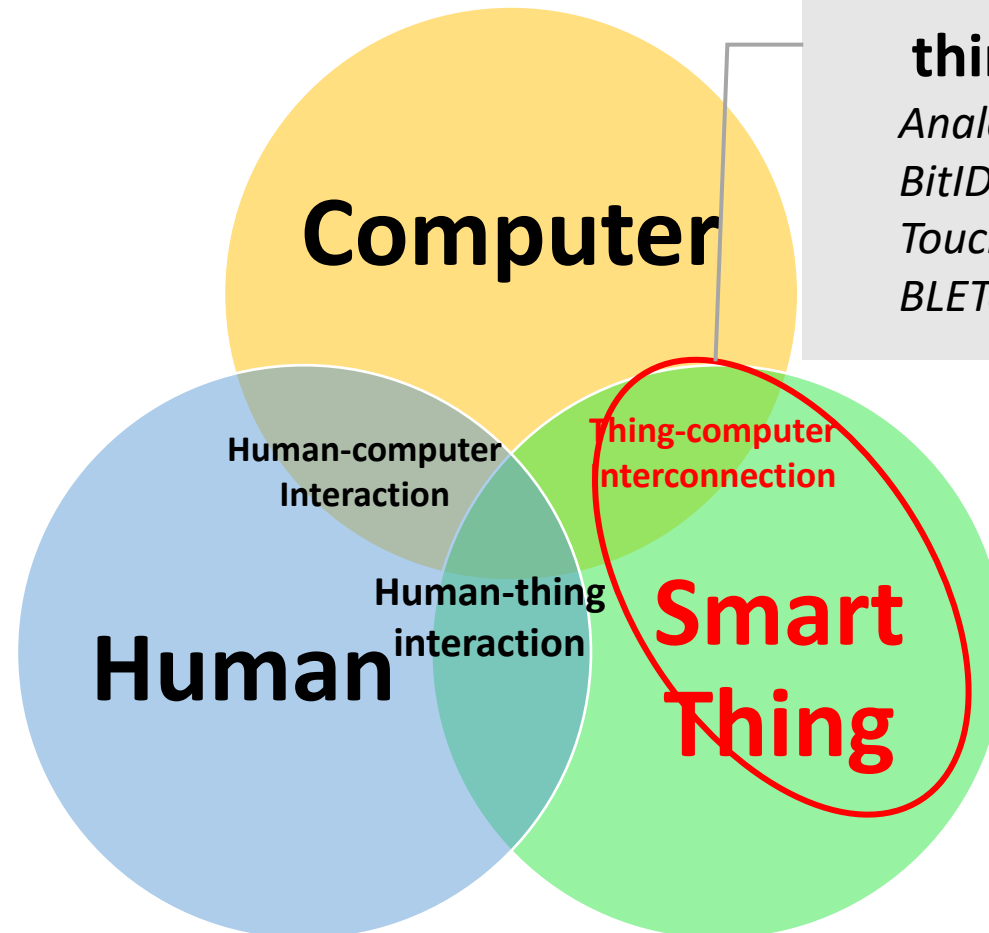 Computer
Human-computer
Interaction
Thing-computer
interconnection
Human-thing
interaction
Human
Smart
Thing